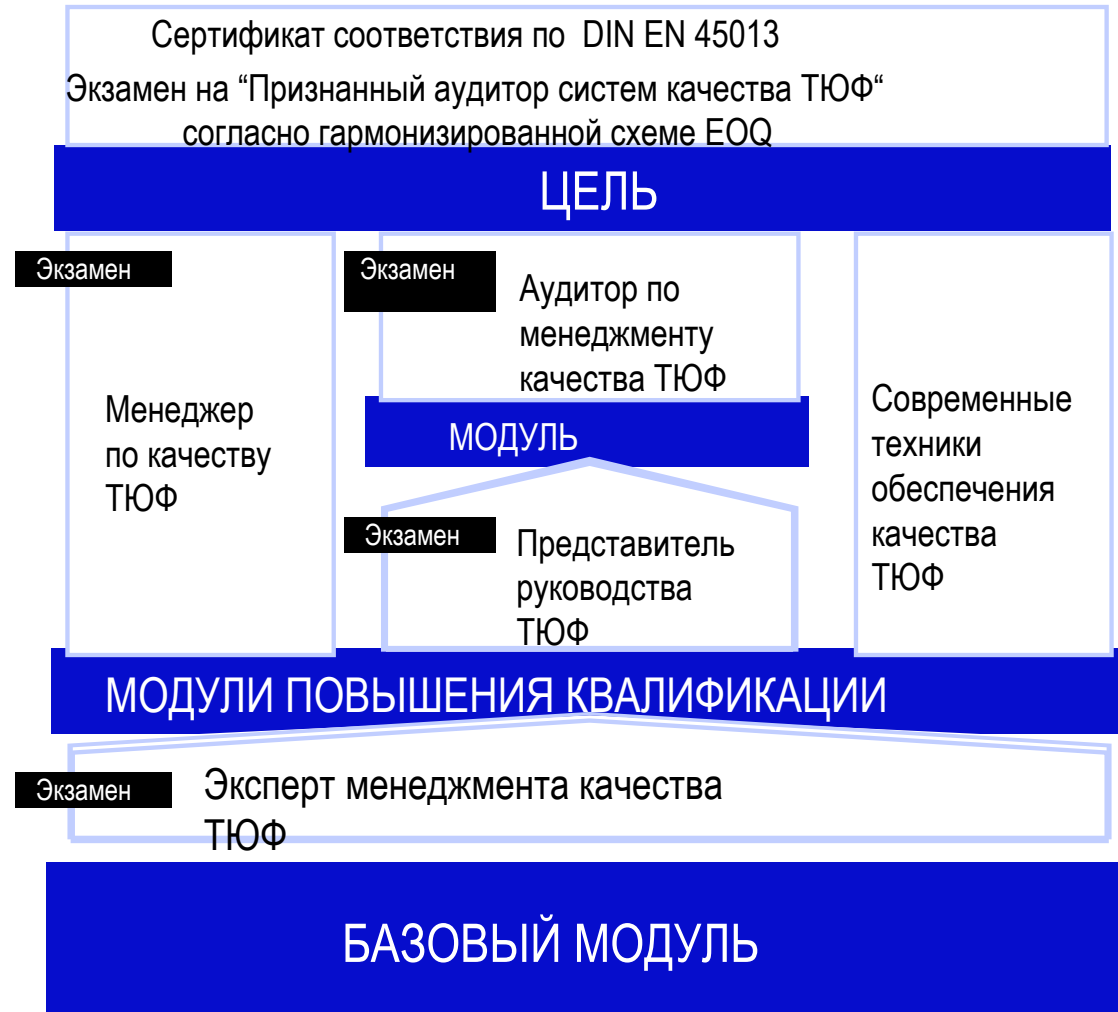 Сертификат соответствия по DIN EN 45013
Экзамен на “Признанный аудитор систем качества ТЮФ“
согласно гармонизированной схеме EOQ
ЦЕЛЬ
Экзамен
Менеджер
по качеству
ТЮФ
Экзамен
Аудитор по
менеджменту
качества ТЮФ
МОДУЛЬ
Экзамен
Представитель
руководства
ТЮФ
Современные
техники
обеспечения
качества
ТЮФ
МОДУЛИ ПОВЫШЕНИЯ КВАЛИФИКАЦИИ
Экзамен
Эксперт менеджмента качества
ТЮФ
БАЗОВЫЙ МОДУЛЬ